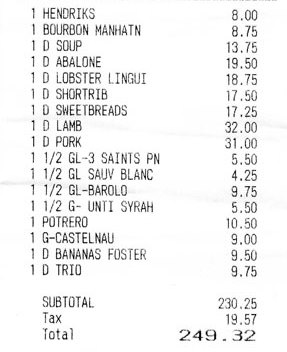 1 HENDRIKS 8.00
1 BOURBON MANHATN 8.75
1 D SOUP 13.75
1 D ABALONE 19.50
1 D LOBSTER LINGUI 18.75
1 D SHORTRIB 17.50
1 D SWEETBREADS 17.25
1 D LAMB 32.00
1 D PORK 31.00
1 1/2 GL-3 SAINTS PN 5.50
1 1/2 GL SAUV BLANC 4.25
1 1/2 GL-BAROLO 9.75
1 1/2 G- UNTI SYRAH 5.50
1 POTRERO 10.50
1 G-CASTELNAU 9.00
1 D BANANAS FOSTER 9.50
1 D TRIO 9.75
SUBTOTAL 230.25
Tax 19.57
Total 249.32